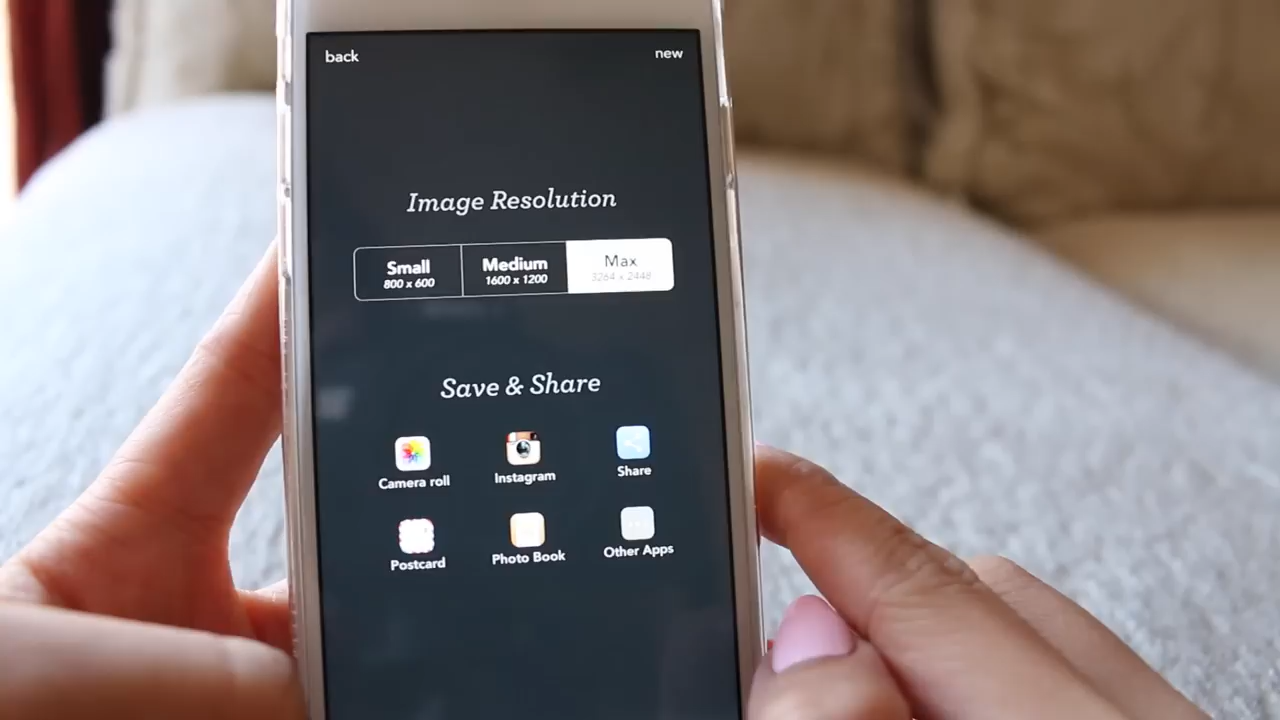 back
new
Image Resolution
Small
800 x 600
Medium
1600 x 1200
Max
3264 x 2448
Save & Share
Camera roll
Instagram
Share
Postcard
Photo Book
Other Apps